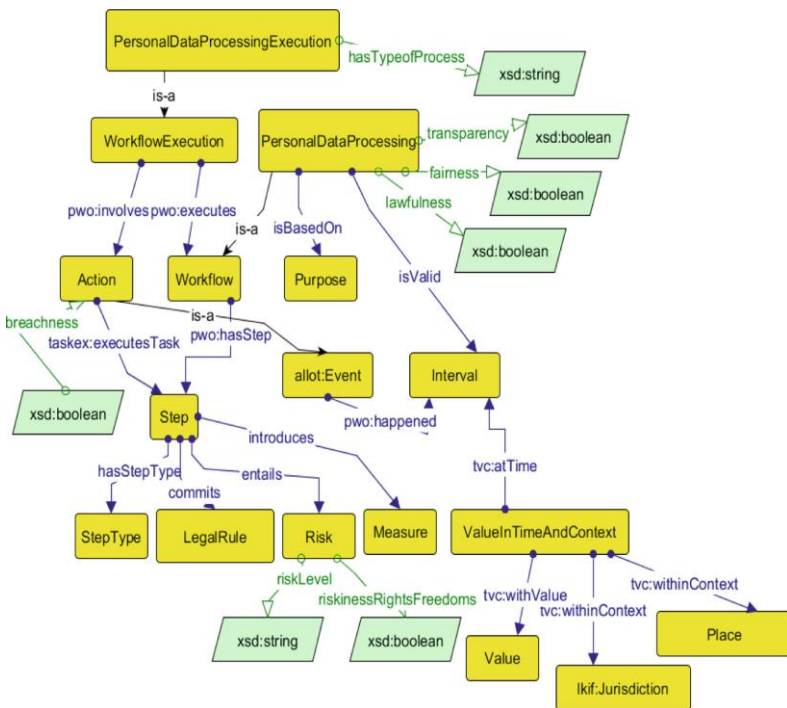 PersonalDataProcessingExecution
hasTypeofProcess
xsd:string
is-a
WorkflowExecution
PersonalDataProcessing
transparency
xsd:boolean
fairness
xsd:boolean
lawfulness
xsd:boolean
pwo:involves
pwo:executes
is-a
isBasedOn
isValid
Action
Workflow
Purpose
breachness
is-a
pwo:hasStep
taskex:executesTask
allot:Event
Interval
xsd:boolean
Step
pwo:happened
introduces
tvc:atTime
hasStepType
entails
commits
StepType
LegalRule
Risk
Measure
ValueInTimeAndContext
riskLevel
riskinessRightsFreedoms
tvc:withValue
tvc:withinContext
tvc:withinContext
xsd:string
xsd:boolean
Value
Place
lkif:Jurisdiction